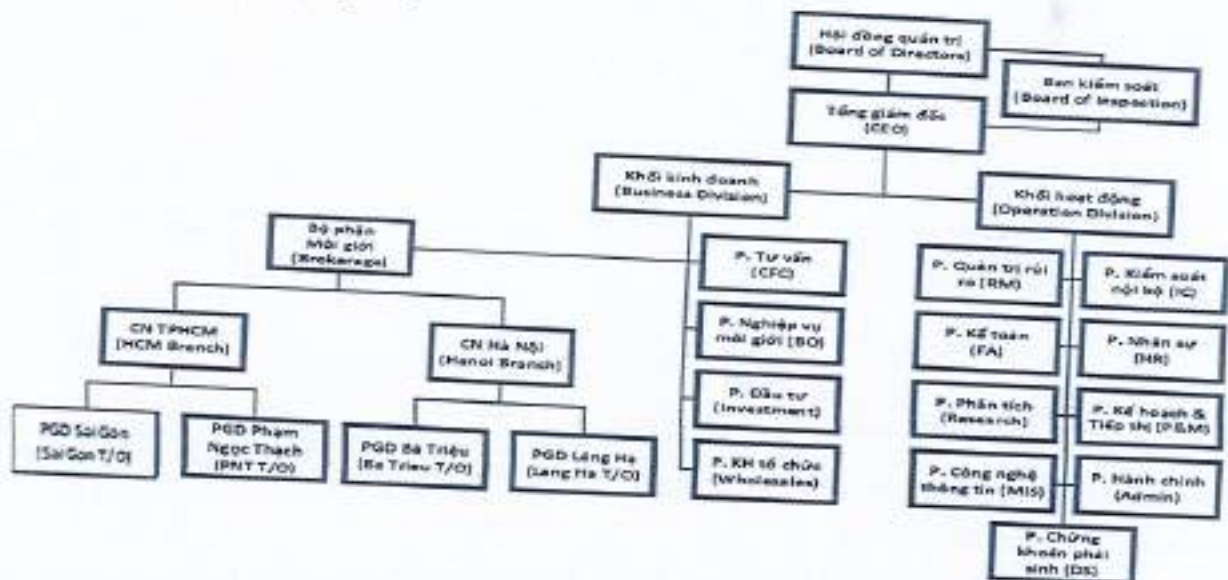 Hội đồng quản trị
(Board of Directors)
Ban kiểm soát
(Board of Inspection)
Tổng giám đốc
(CEO)
Khối kinh doanh
(Business Division)
Khối hoạt động
(Operation Division)
Bộ phận
Môi giới
(Brokerage)
P. Tư vấn
(CFC)
P. Quản trị rủi
ro (RM)
P. Kiểm soát
nội bộ (IC)
CN TPHCM
(HCM Branch)
CN Hà Nội
(Hanoi Branch)
P. Nghiệp vụ
môi giới (BO)
P. Kế toán
(FA)
P. Nhân sự
(HR)
PGD Sài Gòn
(Sai Gon T/O)
PGD Phạm
Ngọc Thạch
(PNT T/O)
PGD Bà Triệu
(Ba Trieu T/O)
PGD Láng Hạ
(Lang Ha T/O)
P. Đầu tư
(Investment)
P. Phân tích
(Research)
P. Kế hoạch &
Tiếp thị (P&M)
P. KH tổ chức
(Wholesales)
P. Công nghệ
thông tin (MIS)
P. Hành chính
(Admin)
P. Chứng
khoán phái
sinh (DS)